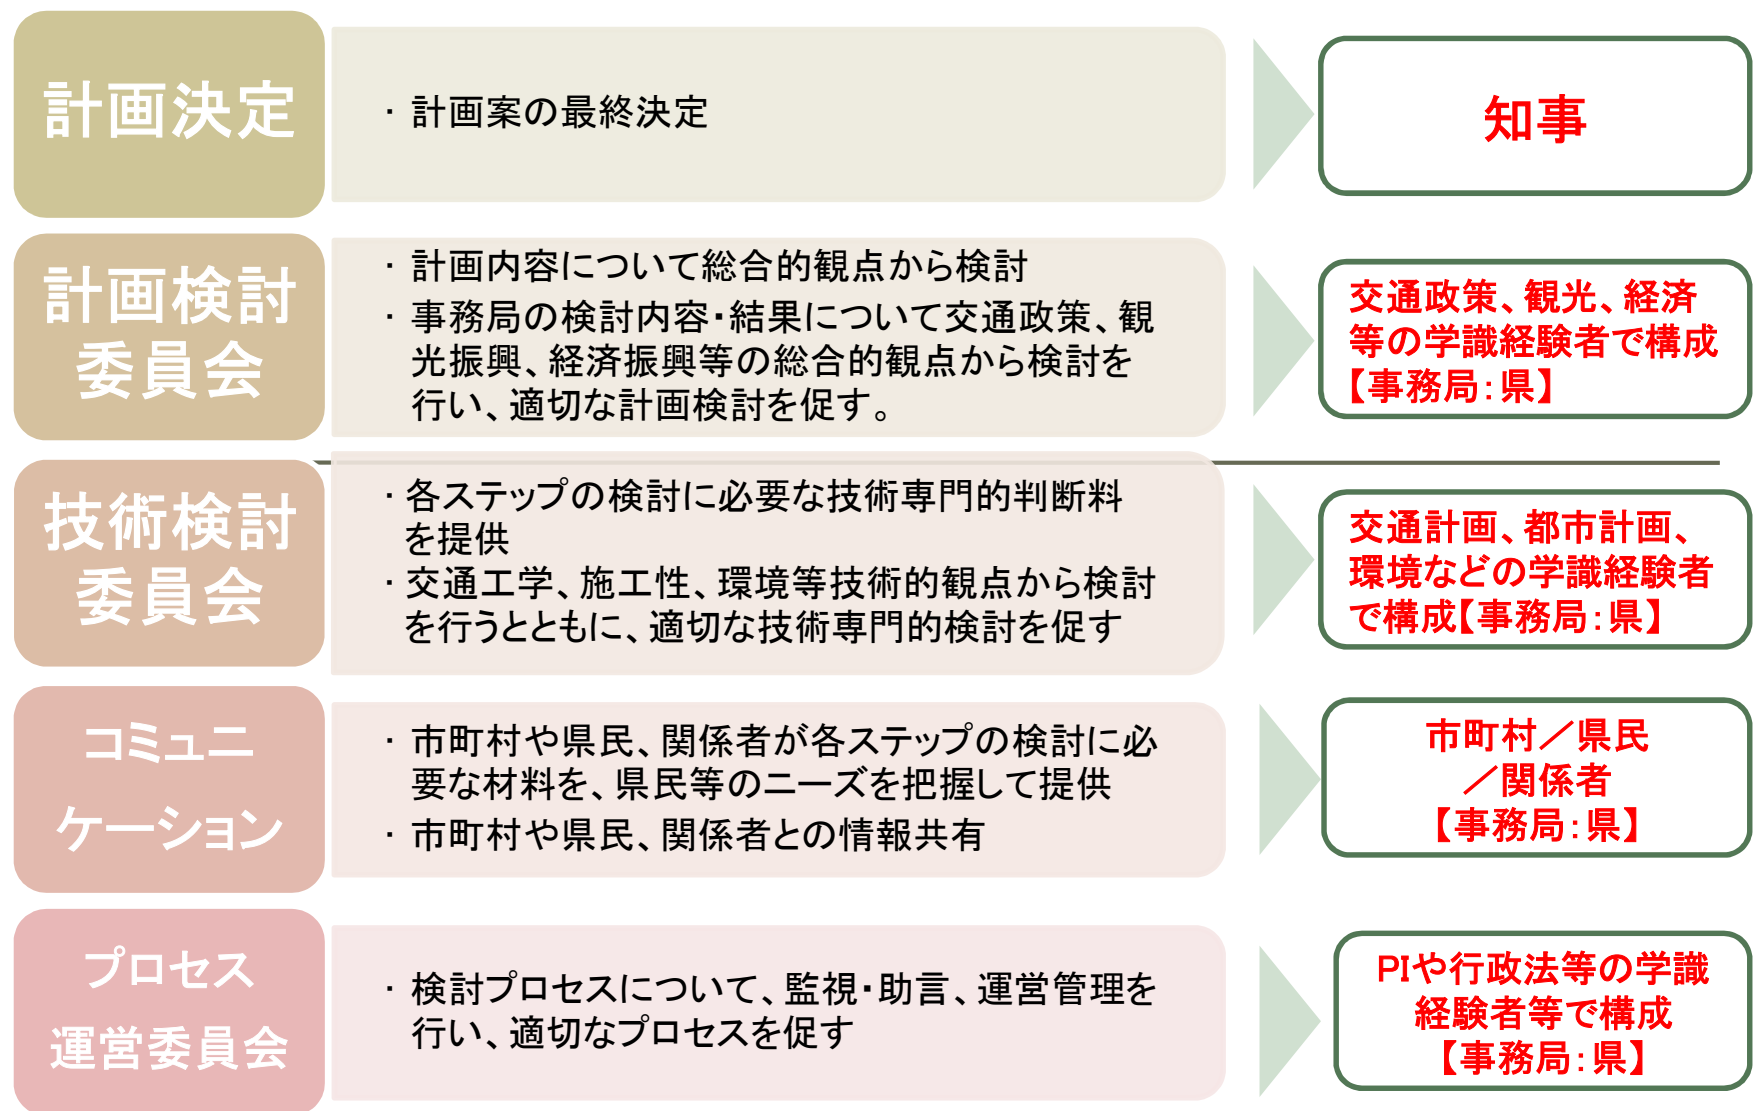 計画決定
・計画案の最終決定
知事
計画検討
委員会
・計画内容について総合的観点から検討
・事務局の検討内容・結果について交通政策、観
光振興、経済振興等の総合的観点から検討を
行い、適切な計画検討を促す。
交通政策、観光、経済
等の学識経験者で構成
【事務局：県】
技術検討
委員会
・各ステップの検討に必要な技術専門的判断料
を提供
・交通工学、施工性、環境等技術的観点から検討
を行うとともに、適切な技術専門的検討を促す
交通計画、都市計画、
環境などの学識経験者
で構成【事務局：県】
コミュニ
ケーション
・市町村や県民、関係者が各ステップの検討に必
要な材料を、県民等のニーズを把握して提供
・市町村や県民、関係者との情報共有
市町村／県民
／関係者
【事務局：県】
プロセス
運営委員会
・検討プロセスについて、監視・助言、運営管理を
行い、適切なプロセスを促す
PIや行政法等の学識
経験者等で構成
【事務局：県】